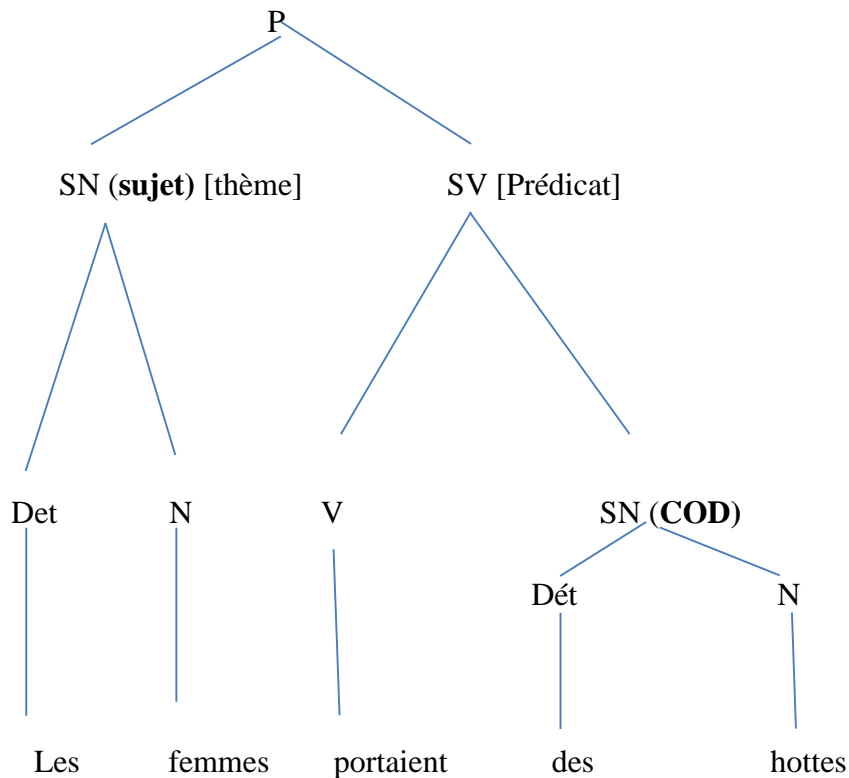 P
SN (sujet) [thème] SV [Prédicat]
Det N V SN (COD)
Dét N
Les femmes portaient des hottes